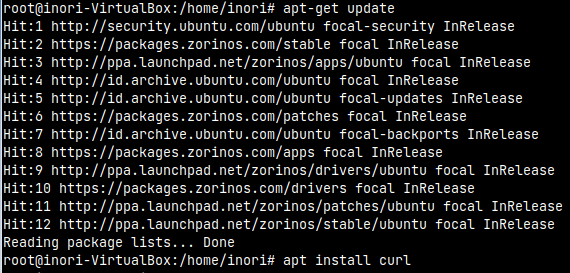 root@inori-VirtualBox:/home/inori# apt-get update
Hit:1 http://security.ubuntu.com/ubuntu focal-security InRelease
Hit:2 https://packages.zorinos.com/stable focal InRelease
Hit:3 http://ppa.launchpad.net/zorinos/apps/ubuntu focal InRelease
Hit:4 http://id.archive.ubuntu.com/ubuntu focal InRelease
Hit:5 http://id.archive.ubuntu.com/ubuntu focal-updates InRelease
Hit:6 https://packages.zorinos.com/patches focal InRelease
Hit:7 http://id.archive.ubuntu.com/ubuntu focal-backports InRelease
Hit:8 https://packages.zorinos.com/apps focal InRelease
Hit:9 http://ppa.launchpad.net/zorinos/drivers/ubuntu focal InRelease
Hit:10 https://packages.zorinos.com/drivers focal InRelease
Hit:11 http://ppa.launchpad.net/zorinos/patches/ubuntu focal InRelease
Hit:12 http://ppa.launchpad.net/zorinos/stable/ubuntu focal InRelease
Reading package lists... Done
root@inori-VirtualBox:/home/inori# apt install curl